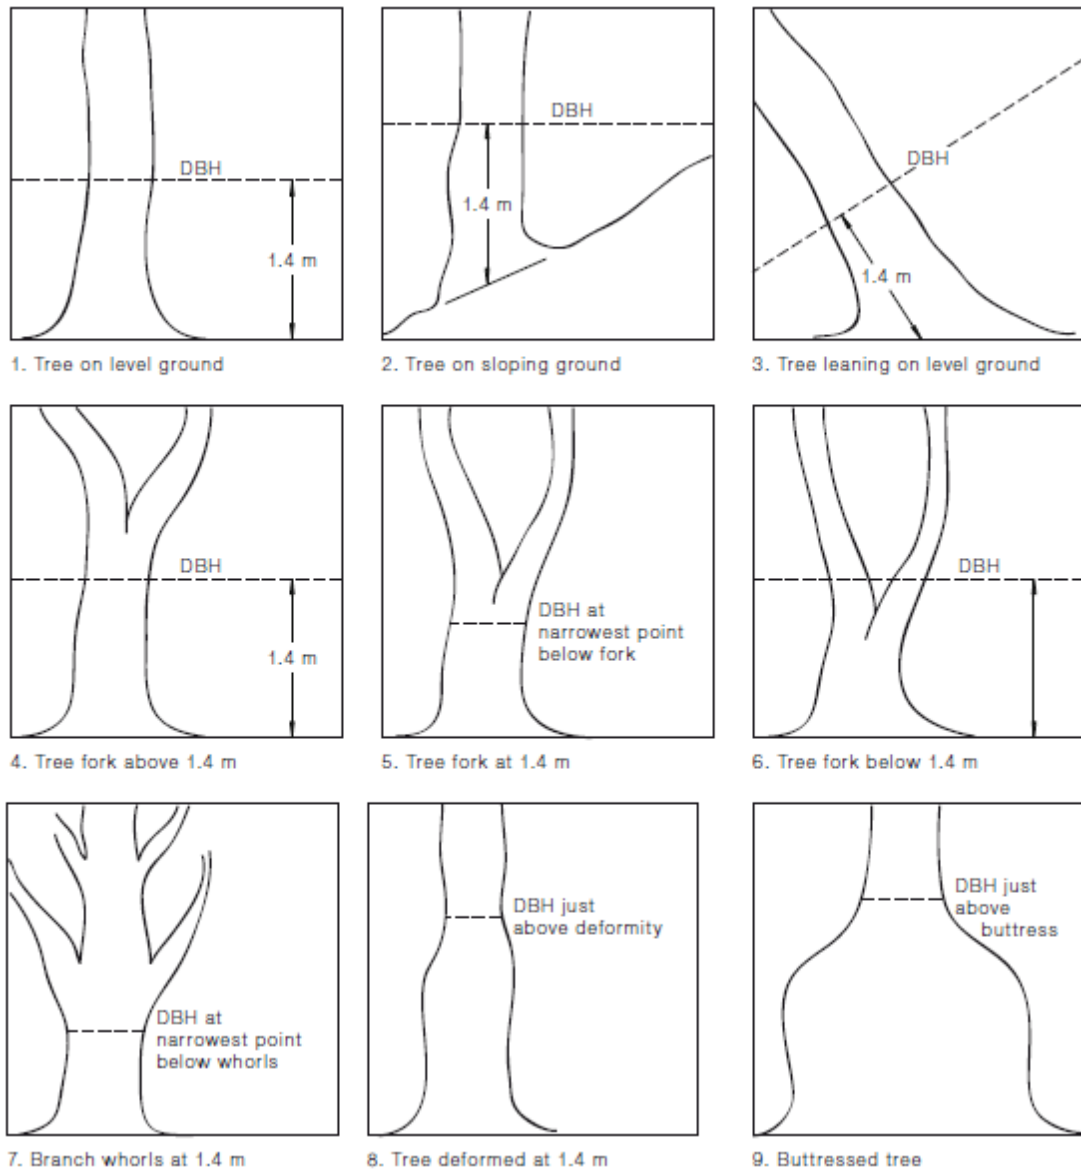 DBH
1.4 m
1. Tree on level ground
DBH
1.4 m
2. Tree on sloping ground
DBH
1.4 m
3. Tree leaning on level ground
DBH
1.4 m
4. Tree fork above 1.4 m
DBH at
narrowest point
below fork
5. Tree fork at 1.4 m
DBH
6. Tree fork below 1.4 m
DBH at
narrowest point
below whorls
7. Branch whorls at 1.4 m
DBH just
above deformity
8. Tree deformed at 1.4 m
DBH just
above
buttress
9. Buttressed tree